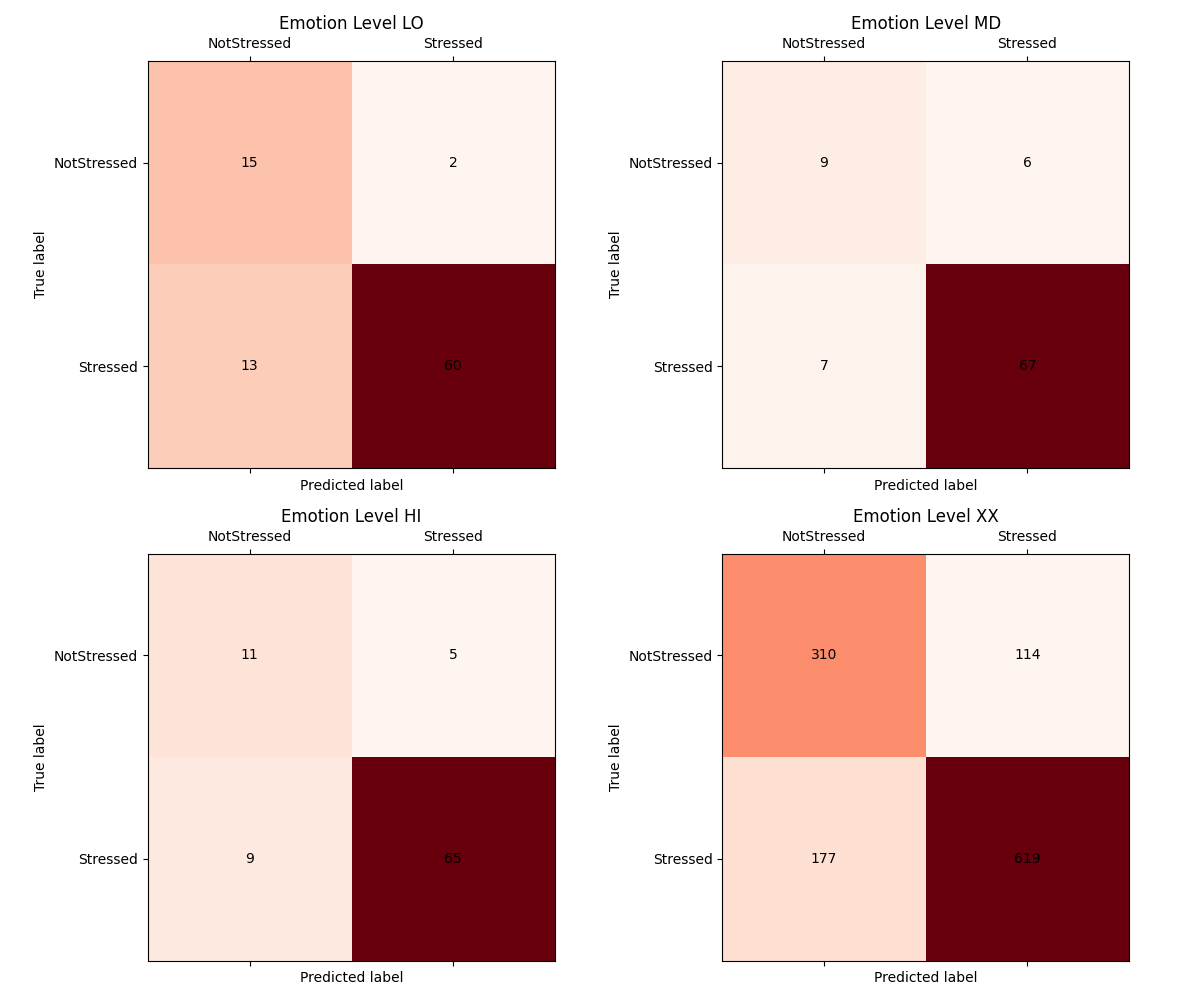 Emotion Level LO
NotStressed Stressed
NotStressed 15 2
True label
Stressed 13 60
Predicted label
Emotion Level MD
NotStressed Stressed
NotStressed 9 6
True label
Stressed 7 67
Predicted label
Emotion Level HI
NotStressed Stressed
NotStressed 11 5
True label
Stressed 9 65
Predicted label
Emotion Level XX
NotStressed Stressed
NotStressed 310 114
True label
Stressed 177 619
Predicted label